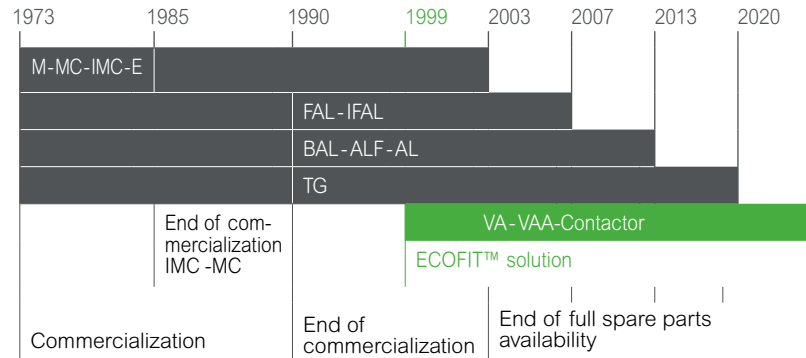 1973 1985 1990 1999 2003 2007 2013 2020
M-MC-IMC-E
FAL-IFAL
BAL-ALF-AL
TG
VA-VAA-Contactor
End of com-
mercialization
IMC-MC
ECOFIT™ solution
Commercialization
End of
commercialization
End of full spare parts
availability